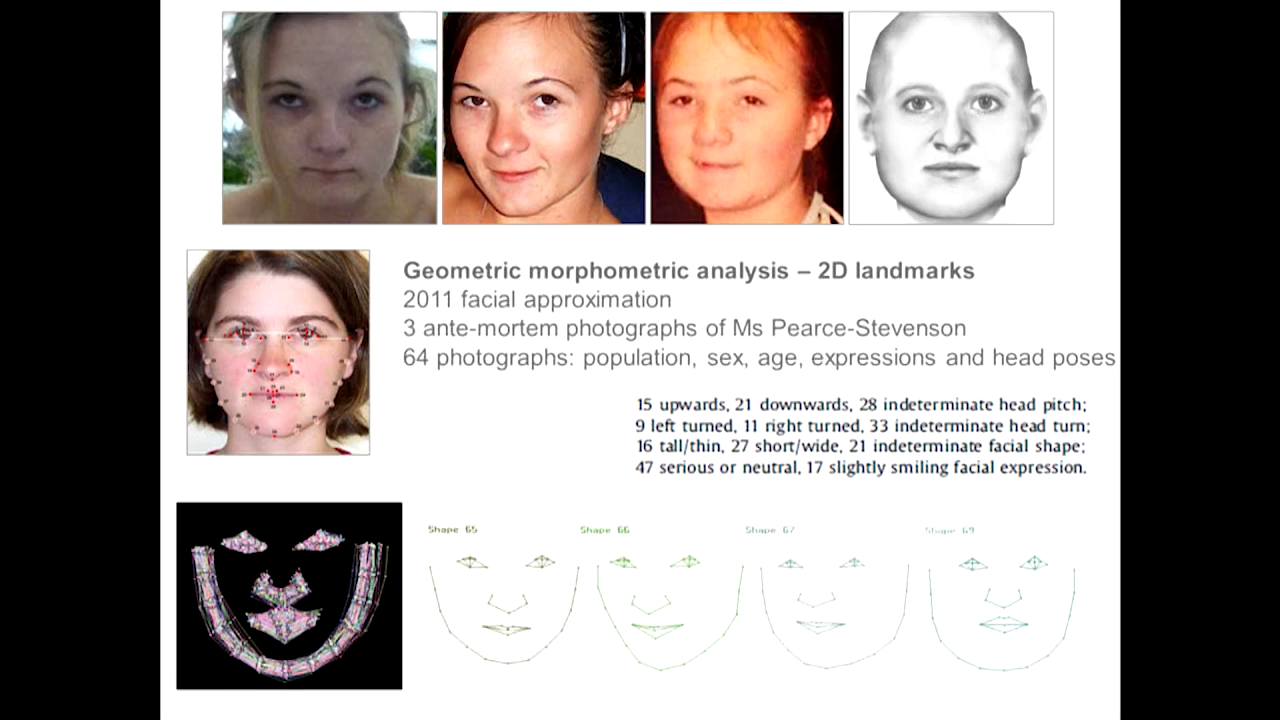 Geometric morphometric analysis – 2D landmarks
2011 facial approximation
3 ante-mortem photographs of Ms Pearce-Stevenson
64 photographs: population, sex, age, expressions and head poses
15 upwards, 21 downwards, 28 indeterminate head pitch;
9 left turned, 11 right turned, 33 indeterminate head turn;
16 tall/thin, 27 short/wide, 21 indeterminate facial shape;
47 serious or neutral, 17 slightly smiling facial expression.
Shape 65 Shape 66 Shape 67 Shape 69